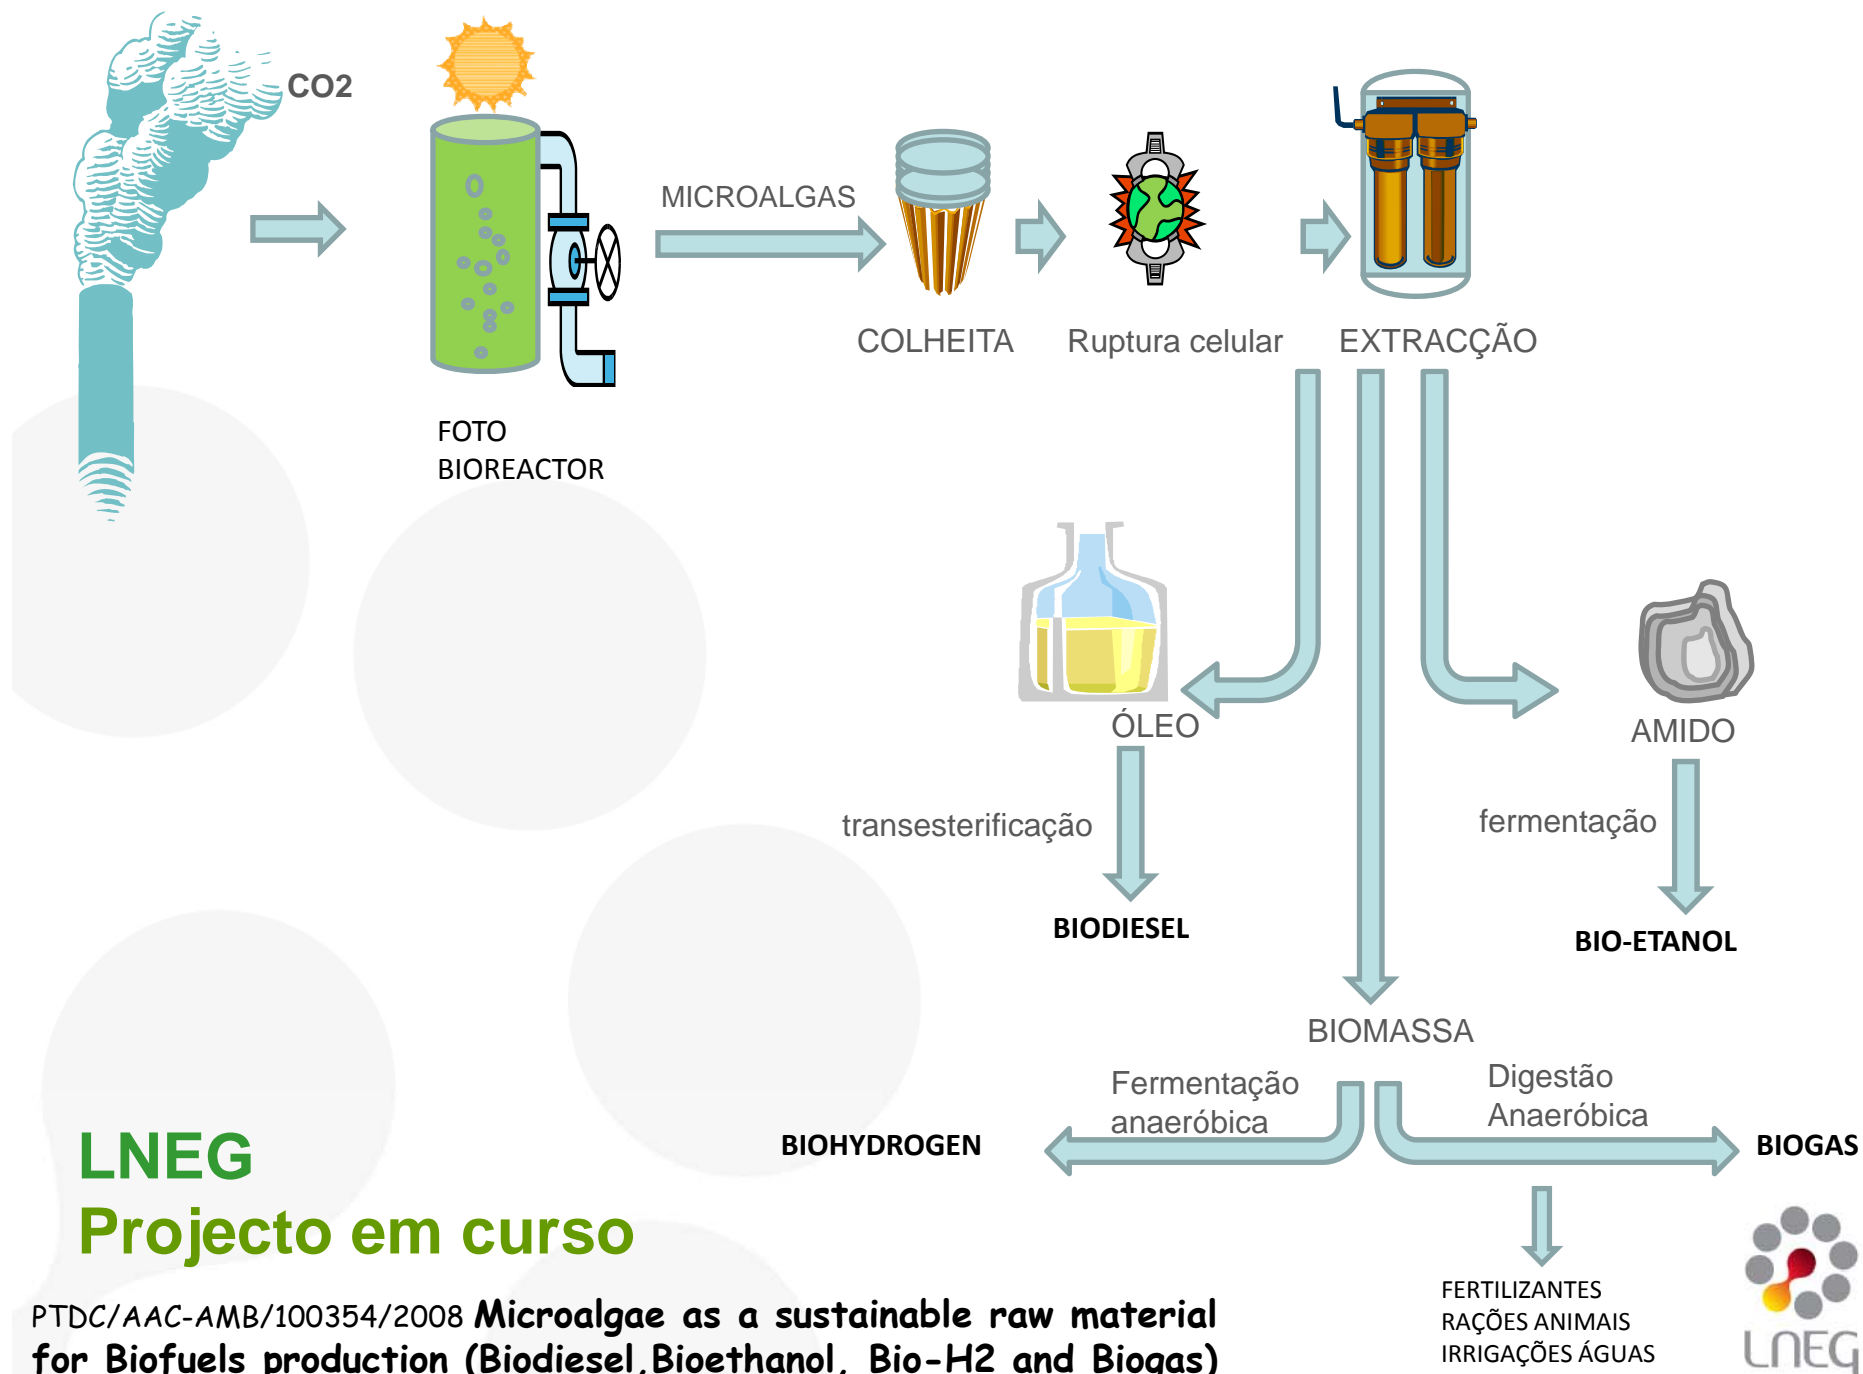 CO2
MICROALGAS
COLHEITA
Ruptura celular
EXTRACÇÃO
FOTO
BIOREACTOR
ÓLEO
AMIDO
transesterificação
fermentação
BIODIESEL
BIO-ETANOL
BIOMASSA
Fermentação
anaeróbica
Digestão
Anaeróbica
BIOHYDROGEN
BIOGAS
LNEG
Projecto em curso
FERTILIZANTES
RAÇÕES ANIMAIS
IRRIGAÇÕES ÁGUAS
PTDC/AAC-AMB/100354/2008 Microalgae as a sustainable raw material
for Biofuels production (Biodiesel,Bioethanol, Bio-H2 and Biogas)
LNEG